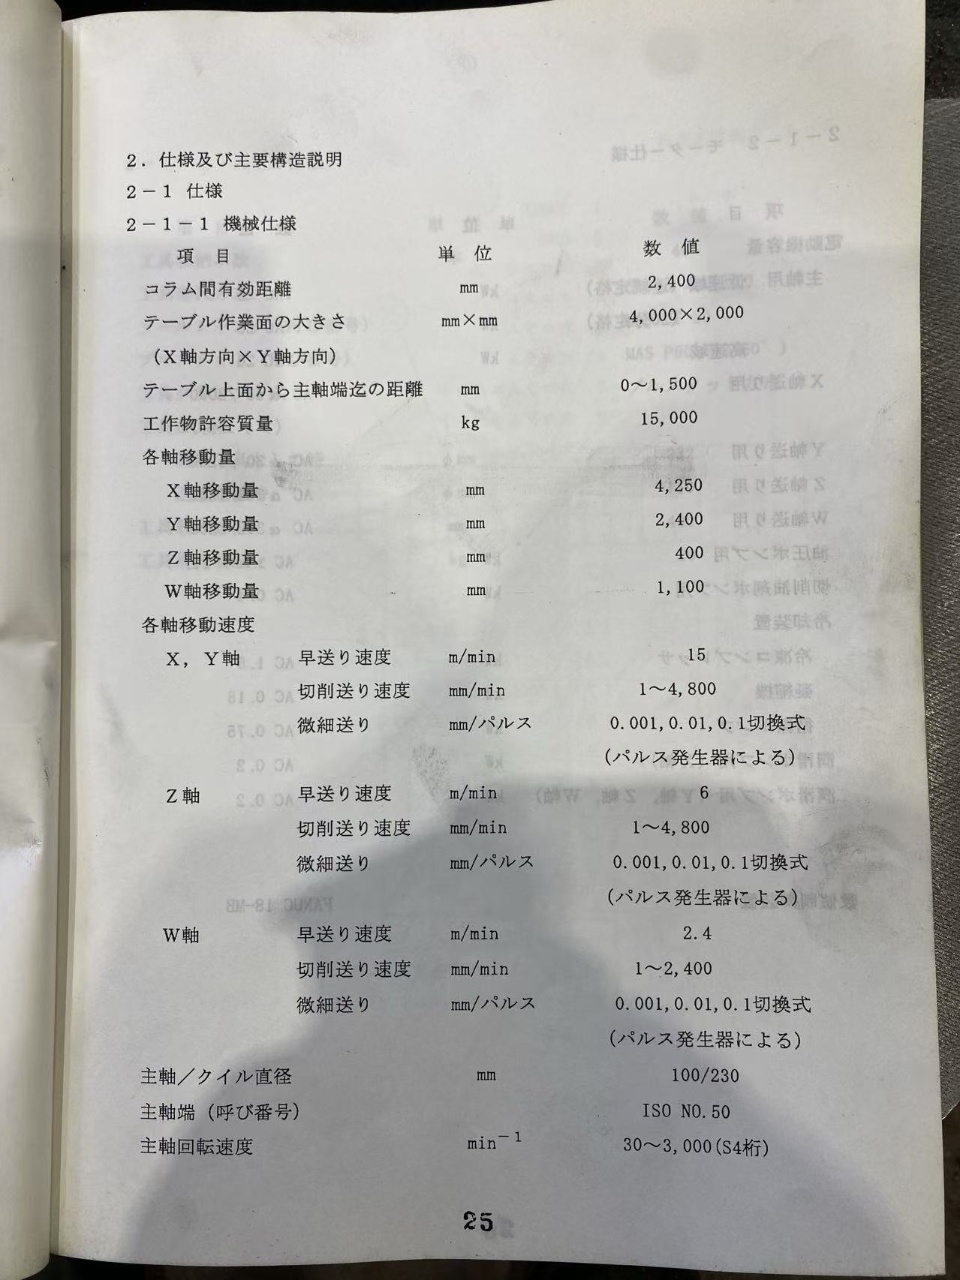 2．仕様及び主要構造説明
2－1 仕様
2－1－1 機械仕様
項 目 単 位 数 値
コラム間有効距離 mm 2,400
テーブル作業面の大きさ mm×mm 4,000×2,000
（X軸方向×Y軸方向）
テーブル上面から主軸端迄の距離 mm 0～1,500
工作物許容質量 kg 15,000
各軸移動量
X軸移動量 mm 4,250
Y軸移動量 mm 2,400
Z軸移動量 mm 400
W軸移動量 mm 1,100
各軸移動速度
X，Y軸 早送り速度 m/min 15
切削送り速度 mm/min 1～4,800
微細送り mm/パルス 0.001,0.01,0.1切換式
(パルス発生器による)
Z軸 早送り速度 m/min 6
切削送り速度 mm/min 1～4,800
微細送り mm/パルス 0.001,0.01,0.1切換式
(パルス発生器による)
W軸 早送り速度 m/min 2.4
切削送り速度 mm/min 1～2,400
微細送り mm/パルス 0.001,0.01,0.1切換式
(パルス発生器による)
主軸／クイル直径 mm 100/230
主軸端（呼び番号） ISO NO.50
主軸回転速度 min⁻¹ 30～3,000(S4桁)
25